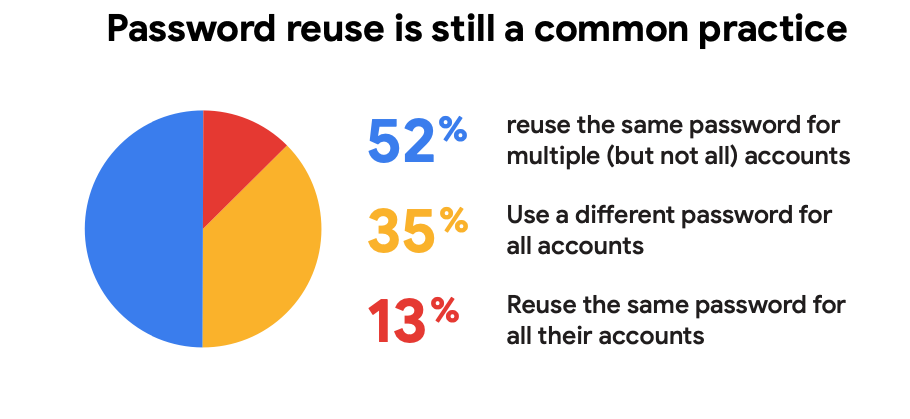 Password reuse is still a common practice
52%
reuse the same password for
multiple (but not all) accounts
35%
Use a different password for
all accounts
13%
Reuse the same password for
all their accounts